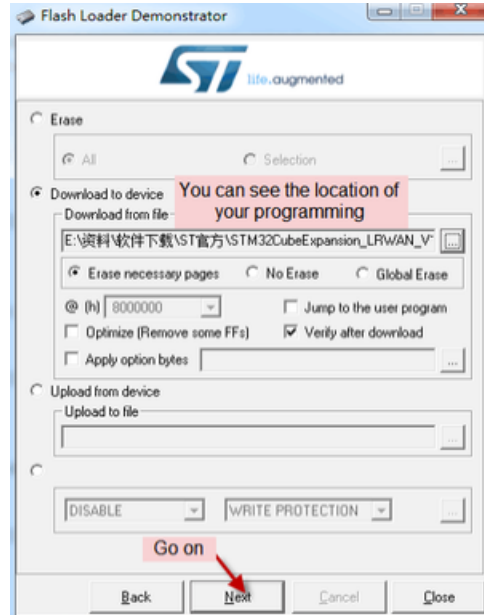 Flash Loader Demonstrator
ST life.augmented
Erase
All
Selection
...
Download to device
You can see the location of
your programming
Download from file
E:\资料\软件下载\ST官方\STM32CubeExpansion_LRWAN_V
...
Erase necessary pages
No Erase
Global Erase
@ (h) 8000000
Jump to the user program
Optimize (Remove some FFs)
Verify after download
Apply option bytes
...
Upload from device
Upload to file
...
DISABLE
WRITE PROTECTION
...
Go on
Back
Next
Cancel
Close